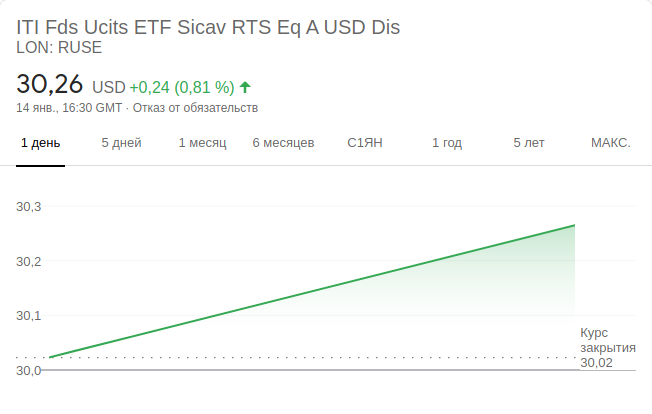 ITI Fds Ucits ETF Sicav RTS Eq A USD Dis
LON: RUSE
30,26 USD +0,24 (0,81 %)
14 янв., 16:30 GMT · Отказ от обязательств
1 день 5 дней 1 месяц 6 месяцев С1ЯН 1 год 5 лет МАКС.
30,3
30,2
30,1
30,0
Курс
закрытия
30,02